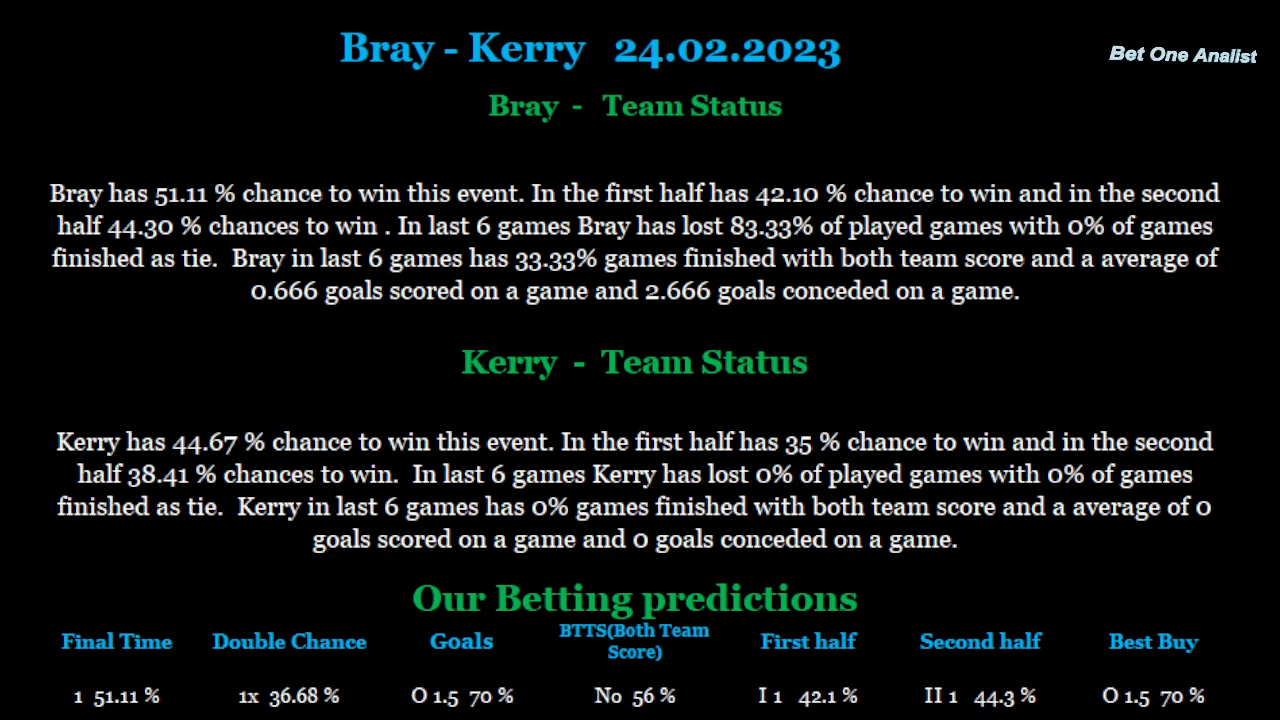 Bray - Kerry 24.02.2023
Bet One Analist
Bray - Team Status
Bray has 51.11 % chance to win this event. In the first half has 42.10 % chance to win and in the second
half 44.30 % chances to win . In last 6 games Bray has lost 83.33% of played games with 0% of games
finished as tie. Bray in last 6 games has 33.33% games finished with both team score and a average of
0.666 goals scored on a game and 2.666 goals conceded on a game.
Kerry - Team Status
Kerry has 44.67 % chance to win this event. In the first half has 35 % chance to win and in the second
half 38.41 % chances to win. In last 6 games Kerry has lost 0% of played games with 0% of games
finished as tie. Kerry in last 6 games has 0% games finished with both team score and a average of 0
goals scored on a game and 0 goals conceded on a game.
Our Betting predictions
Final Time Double Chance Goals BTTS(Both Team
Score) First half Second half Best Buy
1 51.11 % 1x 36.68 % O 1.5 70 % No 56 % I 1 42.1 % II 1 44.3 % O 1.5 70 %